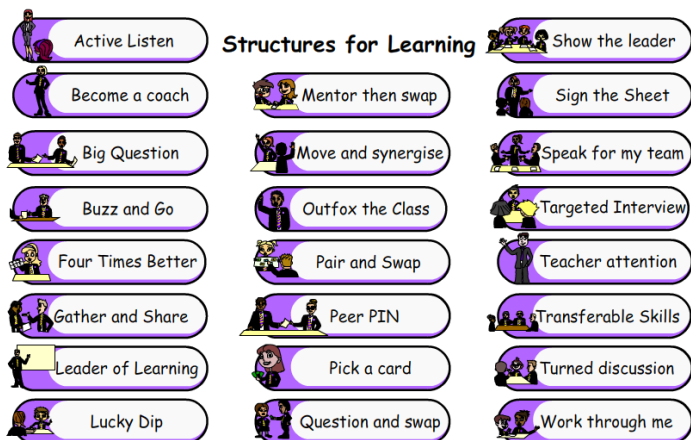 Structures for Learning
Active Listen
Become a coach
Big Question
Buzz and Go
Four Times Better
Gather and Share
Leader of Learning
Lucky Dip
Mentor then swap
Move and synergise
Outfox the Class
Pair and Swap
Peer PIN
Pick a card
Question and swap
Show the leader
Sign the Sheet
Speak for my team
Targeted Interview
Teacher attention
Transferable Skills
Turned discussion
Work through me